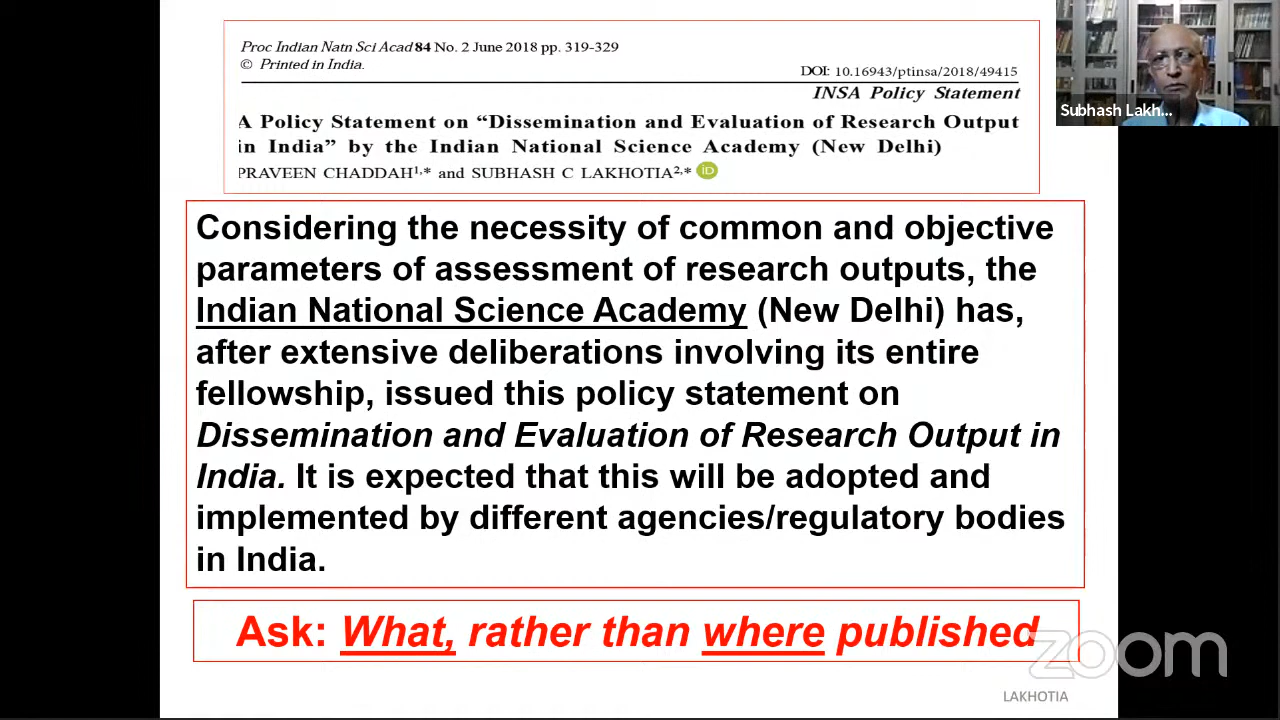 Proc Indian Natn Sci Acad 84 No. 2 June 2018 pp. 319-329
© Printed in India.
DOI: 10.16943/ptinsa/2018/49415
INSA Policy Statement
A Policy Statement on “Dissemination and Evaluation of Research Output
in India” by the Indian National Science Academy (New Delhi)
PRAVEEN CHADDAH1,* and SUBHASH C LAKHOTIA2,* iD
Subhash Lakh...
Considering the necessity of common and objective
parameters of assessment of research outputs, the
Indian National Science Academy (New Delhi) has,
after extensive deliberations involving its entire
fellowship, issued this policy statement on
Dissemination and Evaluation of Research Output in
India. It is expected that this will be adopted and
implemented by different agencies/regulatory bodies
in India.
Ask: What, rather than where published
zoom
LAKHOTIA